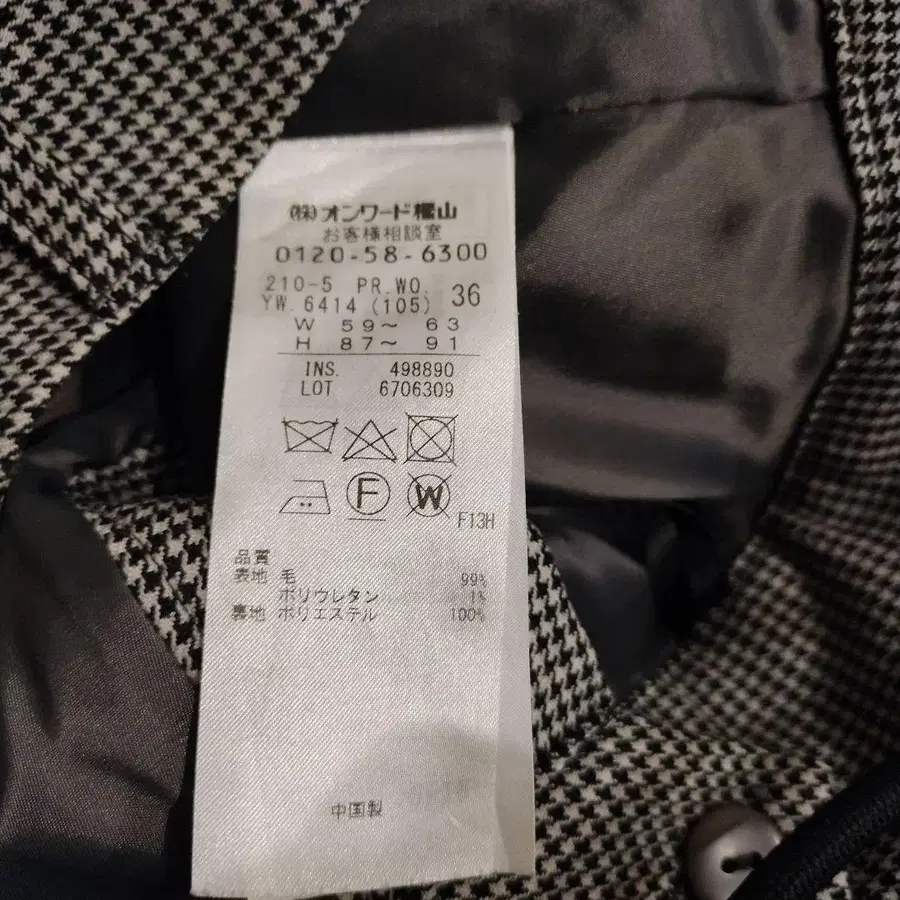 (株)オンワード樫山
お客様相談室
0120-58-6300
210-5 PR.WO.
YW.6414 (105) 36
W 59～ 63
H 87～ 91
INS. 498890
LOT 6706309
F W F13H
品質
表地 毛 99%
ポリウレタン 1%
裏地 ポリエステル 100%
中国製